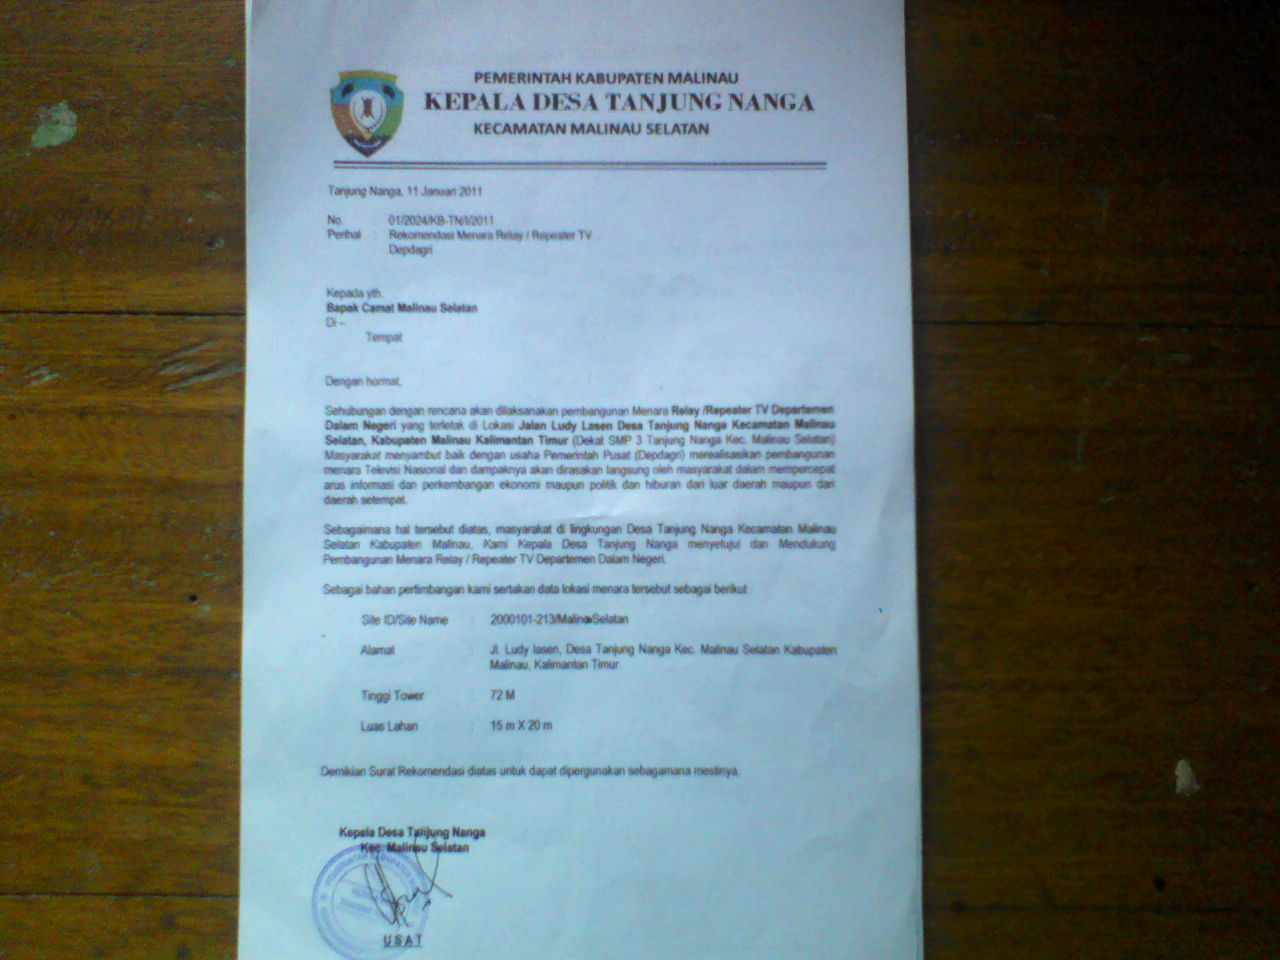 PEMERINTAH KABUPATEN MALINAU
KEPALA DESA TANJUNG NANGA
KECAMATAN MALINAU SELATAN
Tanjung Nanga, 11 Januari 2011
No. : 01/2024/KB-TN/I/2011
Perihal : Rekomendasi Menara Relay / Repeater TV
Depdagri
Kepada yth.
Bapak Camat Malinau Selatan
Di –
Tempat
Dengan hormat,
Sehubungan dengan rencana akan dilaksanakan pembangunan Menara Relay /Repeater TV Departemen
Dalam Negeri yang terletak di Lokasi Jalan Ludy Lasen Desa Tanjung Nanga Kecamatan Malinau
Selatan, Kabupaten Malinau Kalimantan Timur (Dekat SMP 3 Tanjung Nanga Kec. Malinau Selatan)
Masyarakat menyambut baik dengan usaha Pemerintah Pusat (Depdagri) merealisasikan pembangunan
menara Televisi Nasional dan dampaknya akan dirasakan langsung oleh masyarakat dalam mempercepat
arus informasi dan perkembangan ekonomi maupun politik dan hiburan dari luar daerah maupun dari
daerah setempat.
Sebagaimana hal tersebut diatas, masyarakat di lingkungan Desa Tanjung Nanga Kecamatan Malinau
Selatan Kabupaten Malinau, Kami Kepala Desa Tanjung Nanga menyetujui dan Mendukung
Pembangunan Menara Relay / Repeater TV Departemen Dalam Negeri.
Sebagai bahan pertimbangan kami sertakan data lokasi menara tersebut sebagai berikut
Site ID/Site Name : 2000101-213/Malinau Selatan
Alamat : Jl. Ludy lasen, Desa Tanjung Nanga Kec. Malinau Selatan Kabupaten
Malinau, Kalimantan Timur
Tinggi Tower : 72 M
Luas Lahan : 15 m X 20 m
Demikian Surat Rekomendasi diatas untuk dapat dipergunakan sebagamana mestinya.
Kepala Desa Tanjung Nanga
Kec. Malinau Selatan
PEMERINTAH KABUPATEN
USAT